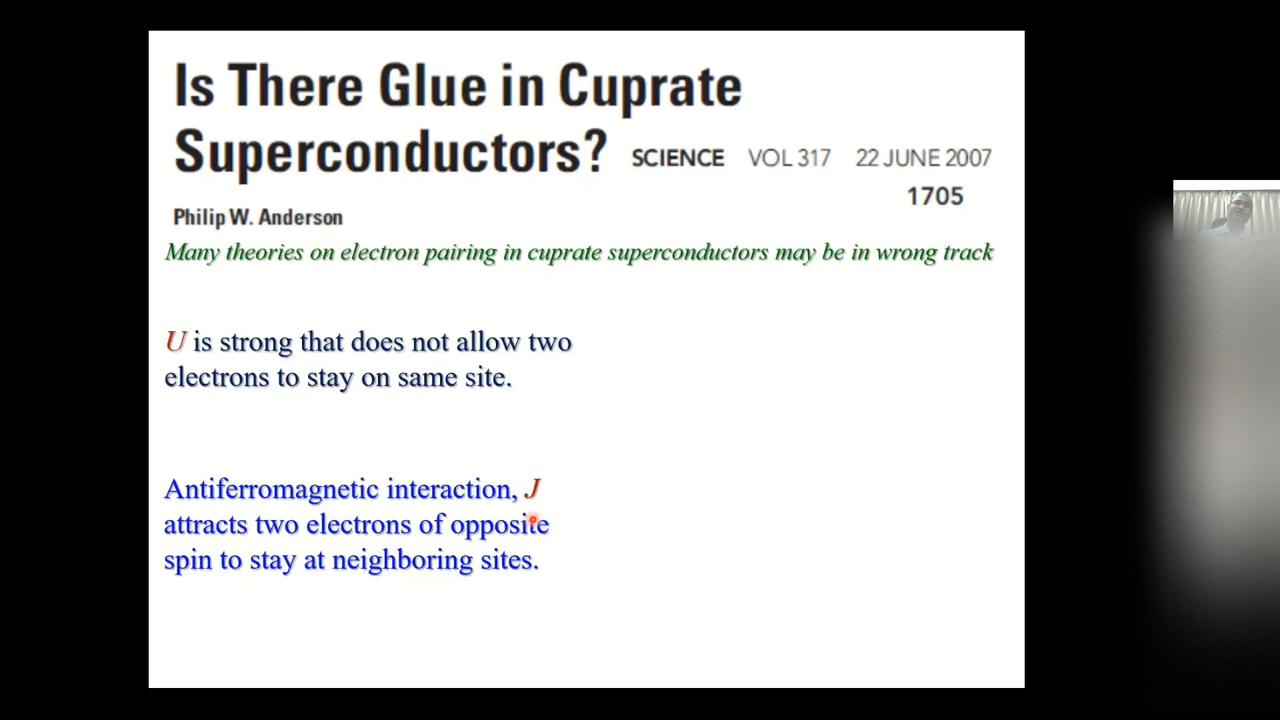 Is There Glue in Cuprate
Superconductors?
SCIENCE VOL 317 22 JUNE 2007
1705
Philip W. Anderson
Many theories on electron pairing in cuprate superconductors may be in wrong track
U is strong that does not allow two
electrons to stay on same site.
Antiferromagnetic interaction, J
attracts two electrons of opposite
spin to stay at neighboring sites.